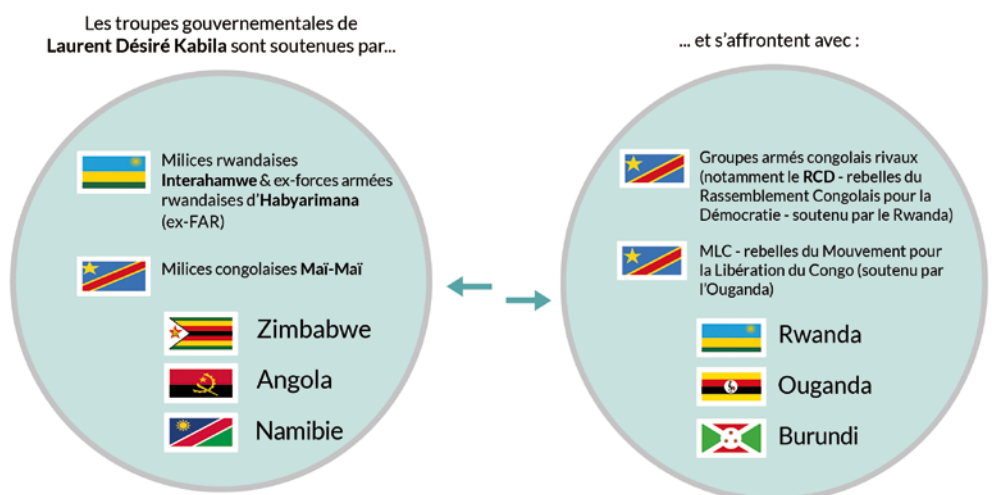 Les troupes gouvernementales de
Laurent Désiré Kabila sont soutenues par...
Milices rwandaises
Interahamwe & ex-forces armées
rwandaises d'Habyarimana
(ex-FAR)
Milices congolaises Maï-Maï
Zimbabwe
Angola
Namibie
... et s'affrontent avec :
Groupes armés congolais rivaux
(notamment le RCD - rebelles du
Rassemblement Congolais pour la
Démocratie - soutenu par le Rwanda)
MLC - rebelles du Mouvement pour
la Libération du Congo (soutenu par
l'Ouganda)
Rwanda
Ouganda
Burundi